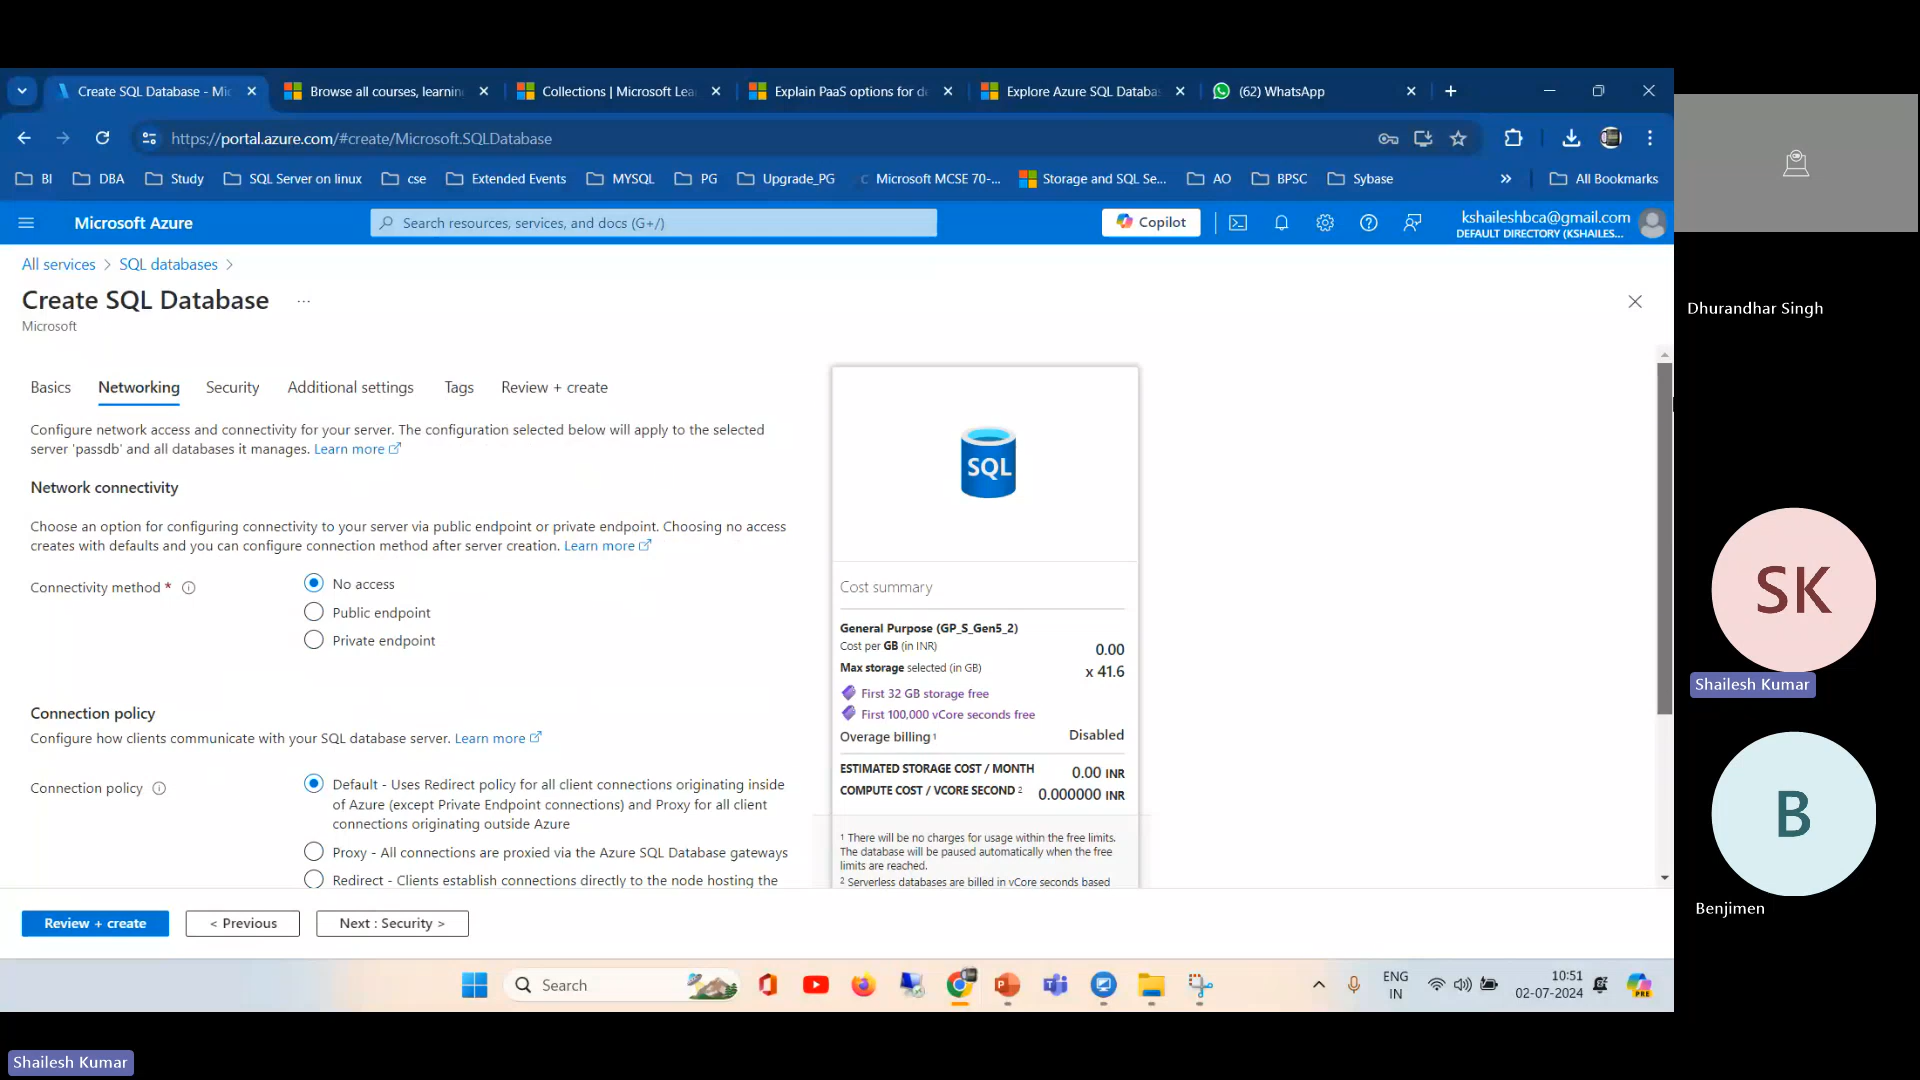 Create SQL Database - Mi
Browse all courses, learnin
Collections | Microsoft Lea
Explain PaaS options for de
Explore Azure SQL Databa
(62) WhatsApp
https://portal.azure.com/#create/Microsoft.SQLDatabase
BI
DBA
Study
SQL Server on linux
cse
Extended Events
MYSQL
PG
Upgrade_PG
Microsoft MCSE 70-...
Storage and SQL Se...
AO
BPSC
Sybase
»
All Bookmarks
Microsoft Azure
Search resources, services, and docs (G+/)
Copilot
kshaileshbca@gmail.com
DEFAULT DIRECTORY (KSHAILES...
All services > SQL databases >
Create SQL Database ...
Microsoft
Basics
Networking
Security
Additional settings
Tags
Review + create
Configure network access and connectivity for your server. The configuration selected below will apply to the selected
server 'passdb' and all databases it manages. Learn more
Network connectivity
Choose an option for configuring connectivity to your server via public endpoint or private endpoint. Choosing no access
creates with defaults and you can configure connection method after server creation. Learn more
Connectivity method *
No access
Public endpoint
Private endpoint
Connection policy
Configure how clients communicate with your SQL database server. Learn more
Connection policy
Default - Uses Redirect policy for all client connections originating inside
of Azure (except Private Endpoint connections) and Proxy for all client
connections originating outside Azure
Proxy - All connections are proxied via the Azure SQL Database gateways
Redirect - Clients establish connections directly to the node hosting the
SQL
Cost summary
General Purpose (GP_S_Gen5_2)
Cost per GB (in INR) 0.00
Max storage selected (in GB) x 41.6
First 32 GB storage free
First 100,000 vCore seconds free
Overage billing 1 Disabled
ESTIMATED STORAGE COST / MONTH 0.00 INR
COMPUTE COST / VCORE SECOND 2 0.000000 INR
1 There will be no charges for usage within the free limits.
The database will be paused automatically when the free
limits are reached.
2 Serverless databases are billed in vCore seconds based
Review + create
< Previous
Next : Security >
Search
ENG
IN
10:51
02-07-2024
PRE
Dhurandhar Singh
SK
Shailesh Kumar
B
Benjimen
Shailesh Kumar